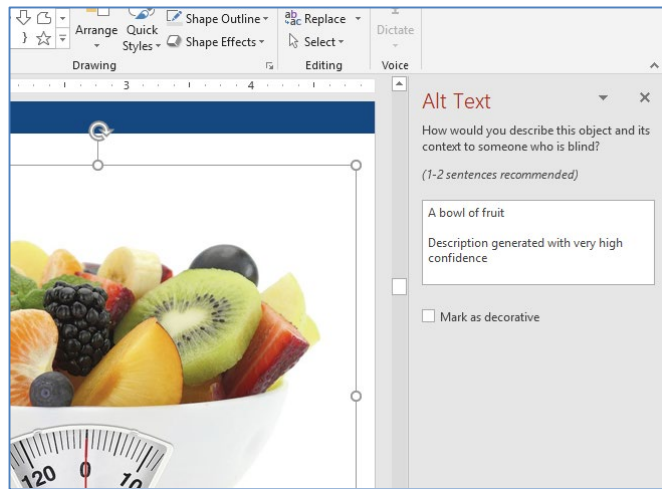 Shape Outline
ab
ac Replace
Arrange Quick
Styles
Shape Effects
Select
Dictate
Drawing
Editing
Voice
3 4
Alt Text
How would you describe this object and its
context to someone who is blind?
(1-2 sentences recommended)
A bowl of fruit
Description generated with very high
confidence
Mark as decorative
120 0 10